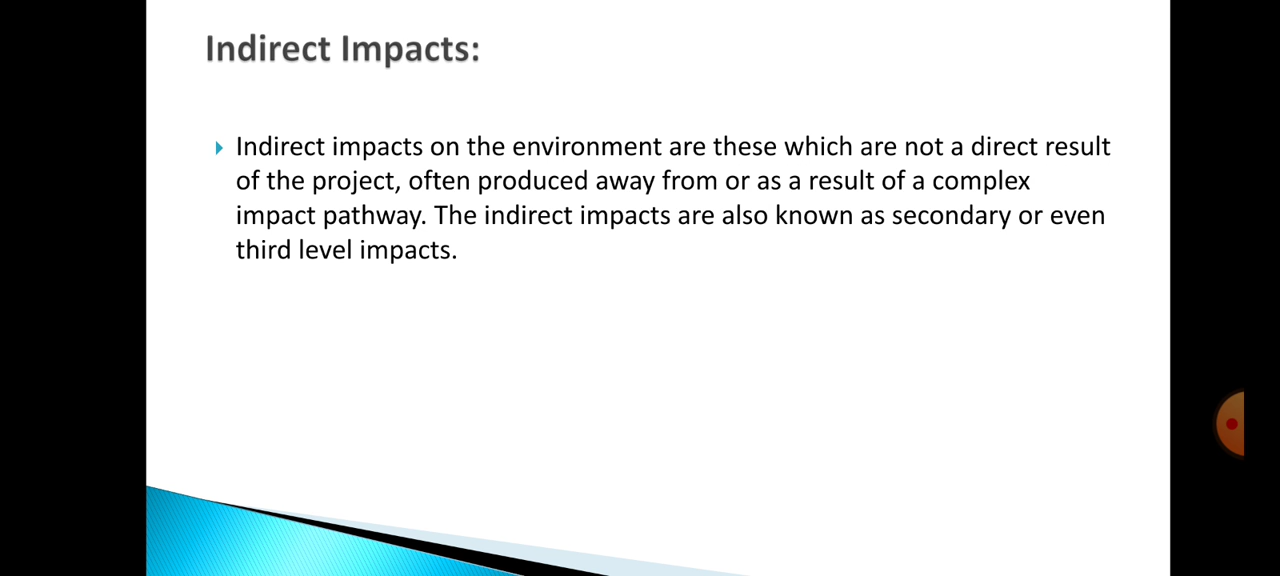 Indirect Impacts:
Indirect impacts on the environment are these which are not a direct result
of the project, often produced away from or as a result of a complex
impact pathway. The indirect impacts are also known as secondary or even
third level impacts.